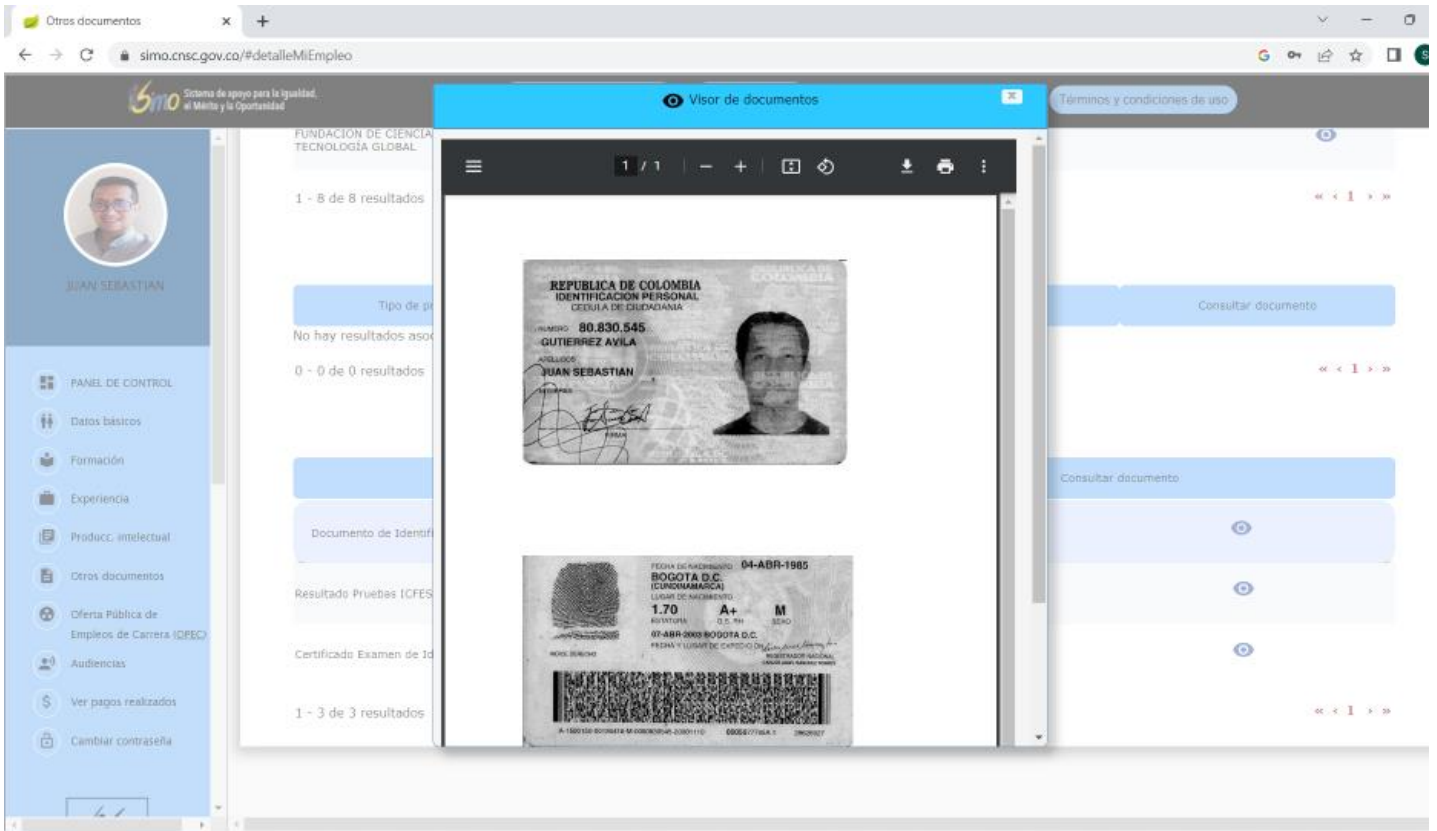 Otros documentos
simo.cnsc.gov.co/#detalleMiEmpleo
Simo Sistema de apoyo para la Igualdad,
el Mérito y la Oportunidad
Visor de documentos
Términos y condiciones de uso
JUAN SEBASTIAN
PANEL DE CONTROL
Datos básicos
Formación
Experiencia
Producc. intelectual
Otros documentos
Oferta Pública de
Empleos de Carrera (OPEC)
Audiencias
Ver pagos realizados
Cambiar contraseña
FUNDACION DE CIENCIA
TECNOLOGÍA GLOBAL
1 - 8 de 8 resultados
« ‹ 1 › »
Tipo de
Consultar documento
No hay resultados
0 - 0 de 0 resultados
« ‹ 1 › »
Consultar documento
Documento de
Resultado Pruebas ICFES
Certificado Examen de
1 - 3 de 3 resultados
« ‹ 1 › »
1 / 1
REPUBLICA DE COLOMBIA
IDENTIFICACION PERSONAL
CEDULA DE CIUDADANIA
NUMERO 80.830.545
GUTIERREZ AVILA
APELLIDOS
JUAN SEBASTIAN
NOMBRES
FIRMA
FECHA DE NACIMIENTO 04-ABR-1985
BOGOTA D.C.
(CUNDINAMARCA)
LUGAR DE NACIMIENTO
1.70 A+ M
ESTATURA G.S. RH SEXO
07-ABR-2003 BOGOTA D.C.
FECHA Y LUGAR DE EXPEDICION
INDICE DERECHO
REGISTRADOR NACIONAL